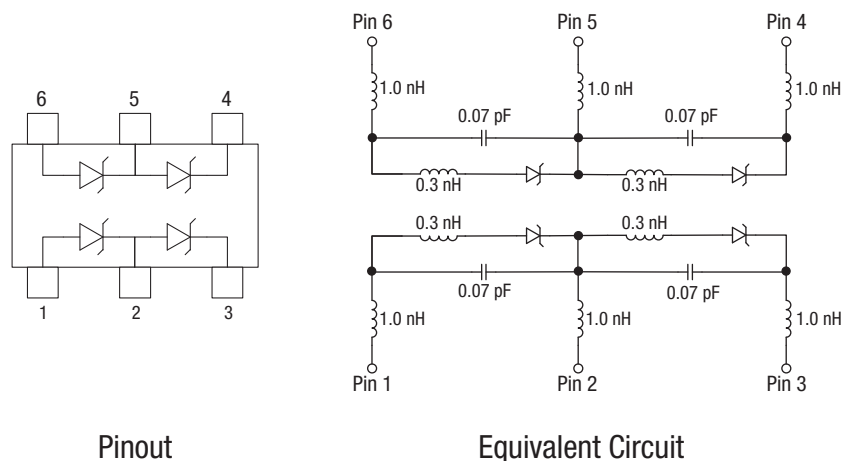 Pin 6 Pin 5 Pin 4
1.0 nH 1.0 nH 1.0 nH
6 5 4
0.07 pF 0.07 pF
0.3 nH 0.3 nH
0.3 nH 0.3 nH
0.07 pF 0.07 pF
1 2 3
1.0 nH 1.0 nH 1.0 nH
Pin 1 Pin 2 Pin 3
Pinout Equivalent Circuit